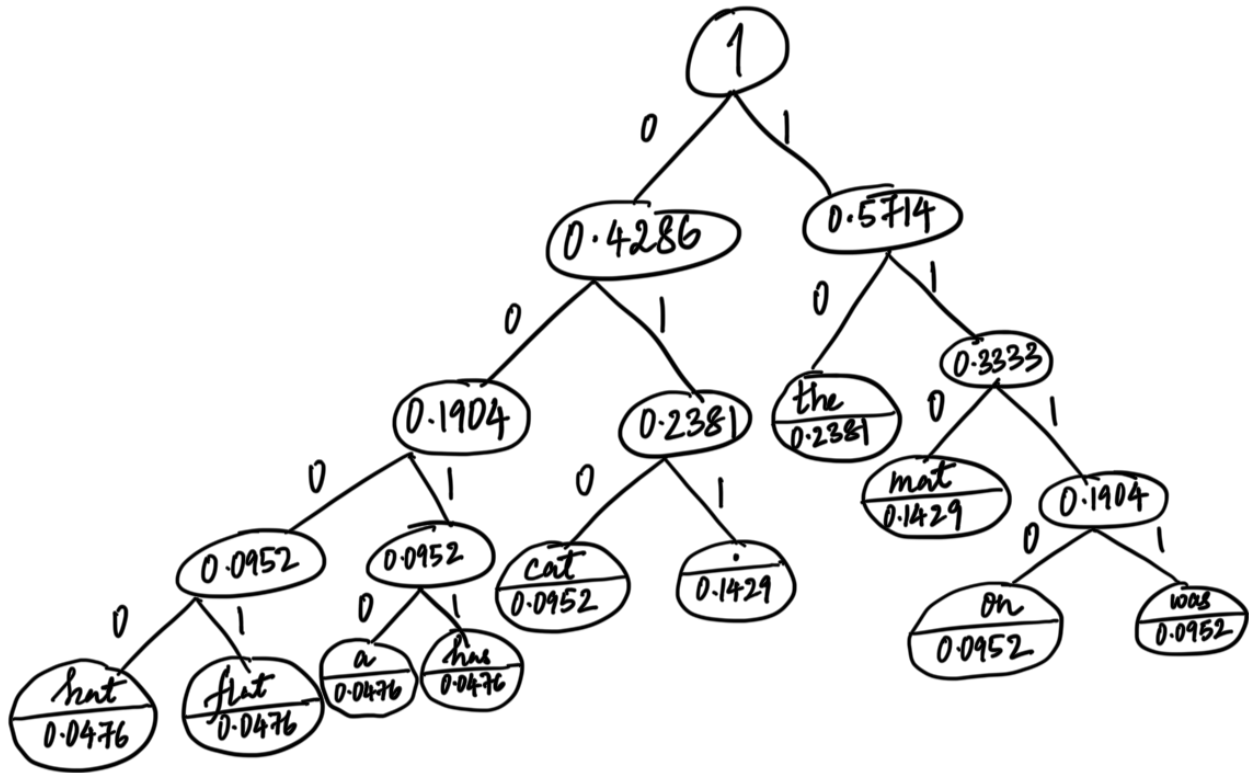 1
0 1
0.4286 0.5714
0 1 0 1
0.1904 0.2381 the 0.2381 0.3333
0 1 0 1 0 1
0.0952 0.0952 cat 0.0952 . 0.1429 mat 0.1429 0.1904
0 1 0 1 0 1
hat 0.0476 flat 0.0476 a 0.0476 has 0.0476 on 0.0952 was 0.0952